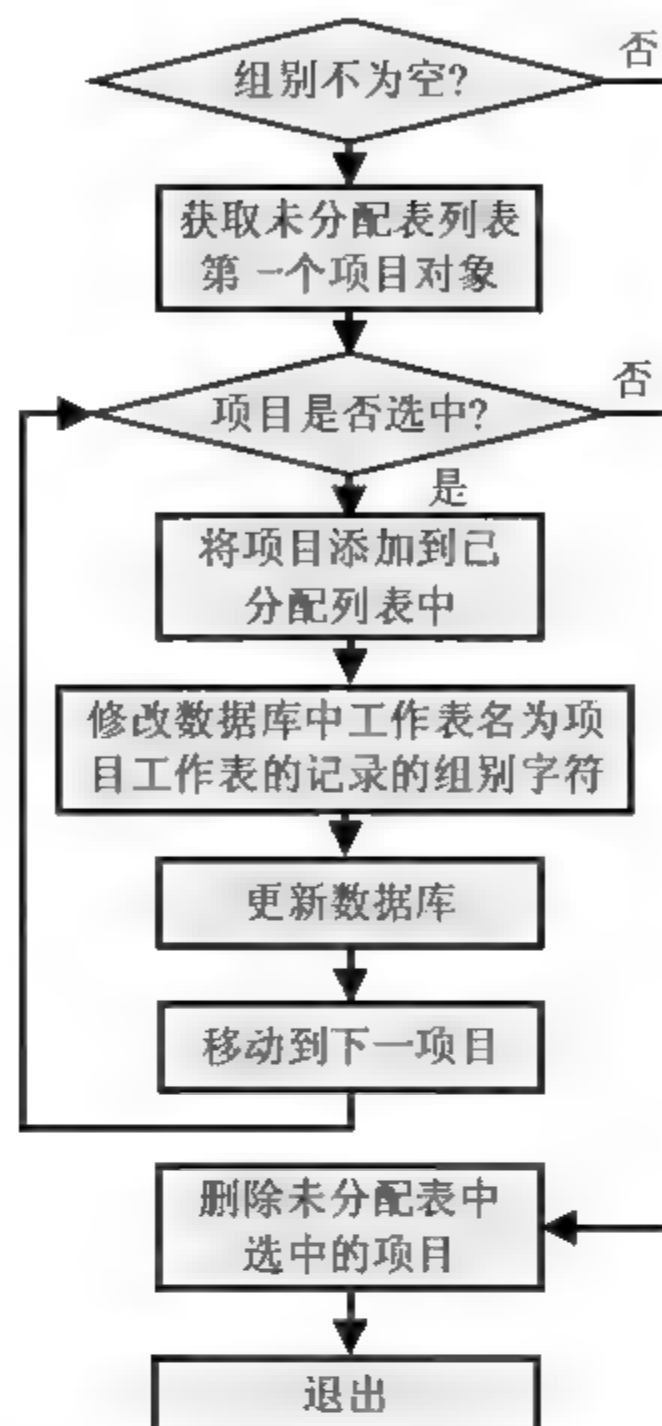 组别不为空?
否
获取未分配表列表
第一个项目对象
项目是否选中?
否
是
将项目添加到已
分配列表中
修改数据库中工作表名为项
目工作表的记录的组别字符
更新数据库
移动到下一项目
删除未分配表中
选中的项目
退出